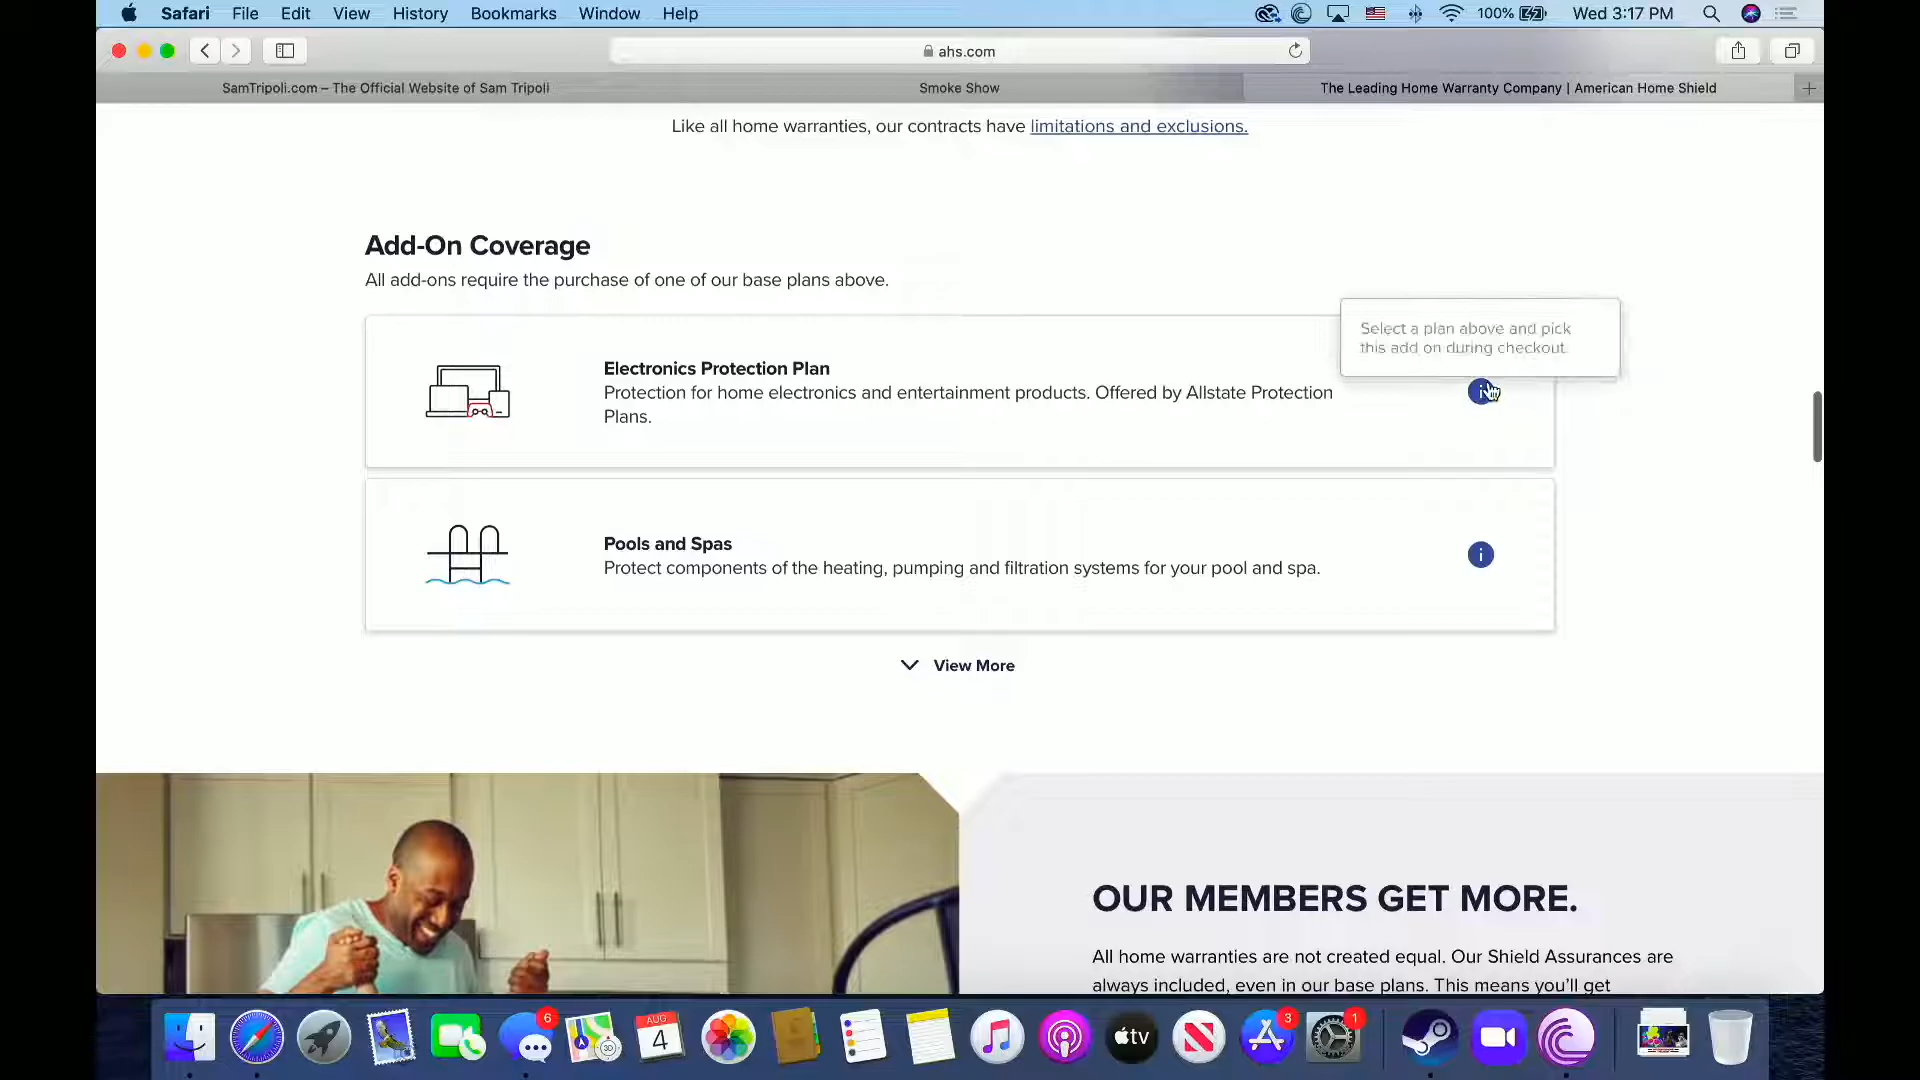 Safari File Edit View History Bookmarks Window Help 100% Wed 3:17 PM
ahs.com
SamTripoli.com – The Official Website of Sam Tripoli
Smoke Show
The Leading Home Warranty Company | American Home Shield
Like all home warranties, our contracts have limitations and exclusions.
Add-On Coverage
All add-ons require the purchase of one of our base plans above.
Select a plan above and pick
this add on during checkout.
Electronics Protection Plan
Protection for home electronics and entertainment products. Offered by Allstate Protection
Plans.
i
Pools and Spas
Protect components of the heating, pumping and filtration systems for your pool and spa.
i
View More
OUR MEMBERS GET MORE.
All home warranties are not created equal. Our Shield Assurances are
always included, even in our base plans. This means you'll get
6
3D
AUG
4
tv
3
1